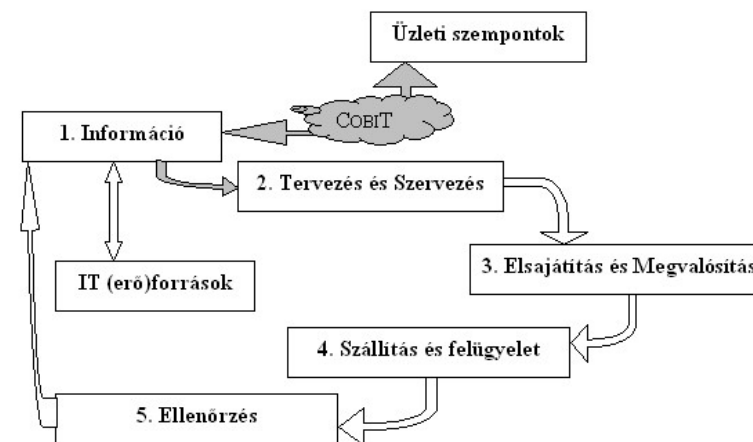 Üzleti szempontok
COBIT
1. Információ
2. Tervezés és Szervezés
3. Elsajátítás és Megvalósítás
IT (erő)források
4. Szállítás és felügyelet
5. Ellenőrzés